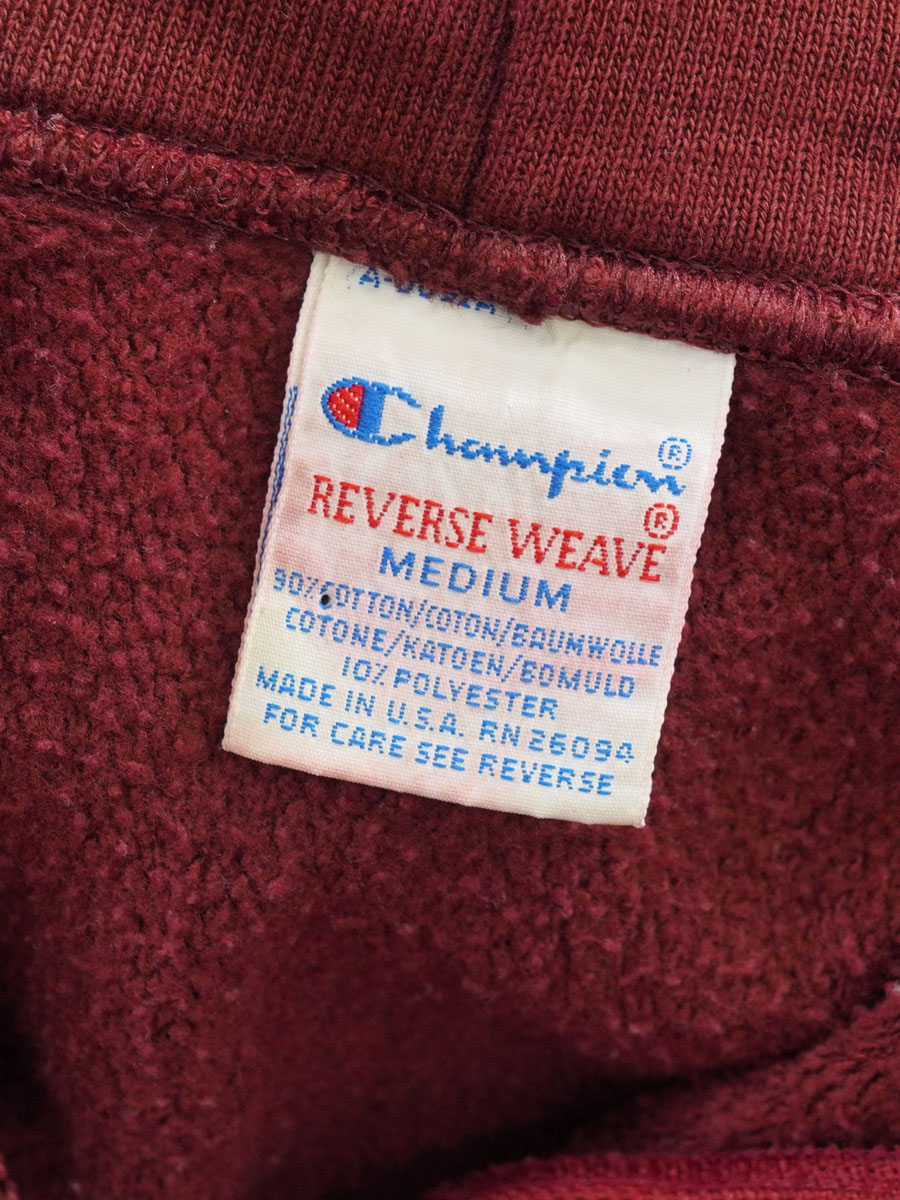 Champion®
REVERSE WEAVE®
MEDIUM
90% COTTON/COTON/BAUMWOLLE
COTONE/KATOEN/BOMULD
10% POLYESTER
MADE IN U.S.A. RN 26094
FOR CARE SEE REVERSE